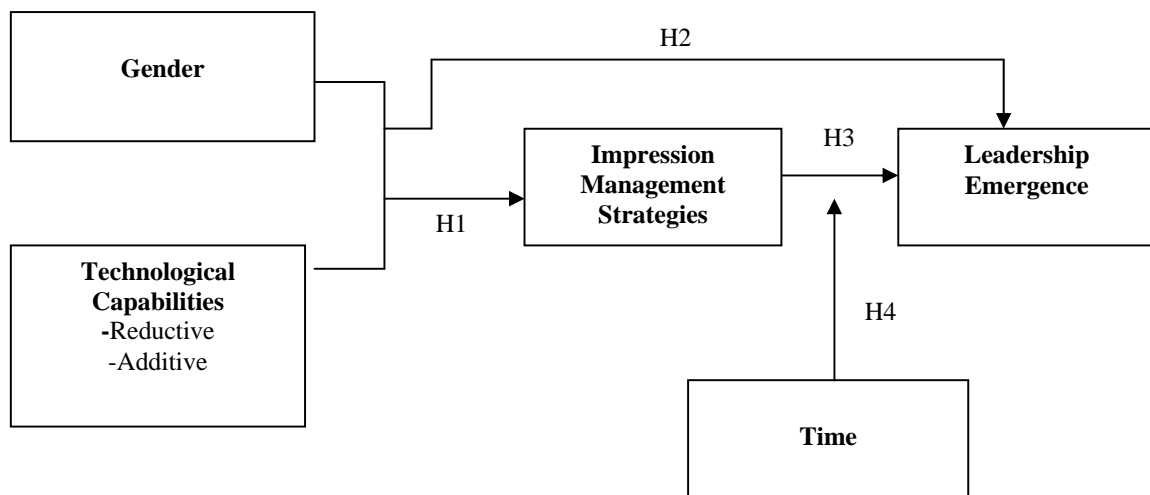 Gender
H2
Impression
Management
Strategies
H3
Leadership
Emergence
H1
Technological
Capabilities
-Reductive
-Additive
H4
Time